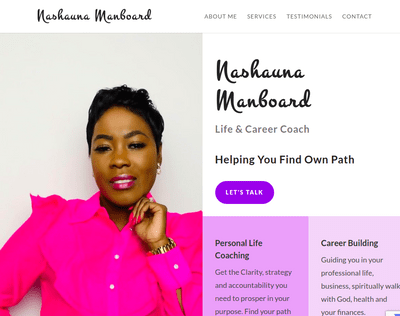 Nashauna Manboard
ABOUT ME SERVICES TESTIMONIALS CONTACT
Nashauna
Manboard
Life & Career Coach
Helping You Find Own Path
LET'S TALK
Personal Life
Coaching
Get the Clarity, strategy
and accountability you
need to prosper in your
purpose. Find your path
Career Building
Guiding you in your
professional life,
business, spiritually walk
with God, health and
your finances.